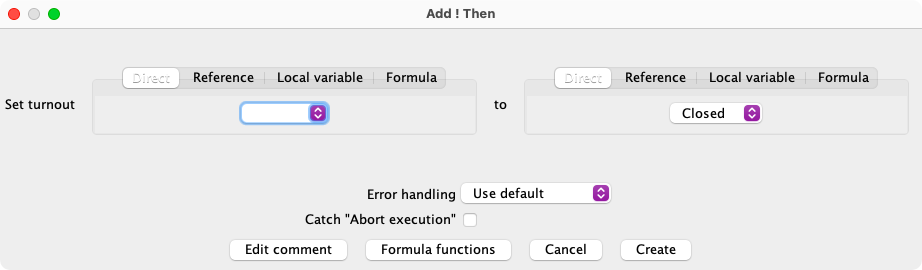 Add ! Then
Direct Reference Local variable Formula
Direct Reference Local variable Formula
Set turnout
to
Closed
Error handling Use default
Catch "Abort execution"
Edit comment Formula functions Cancel Create